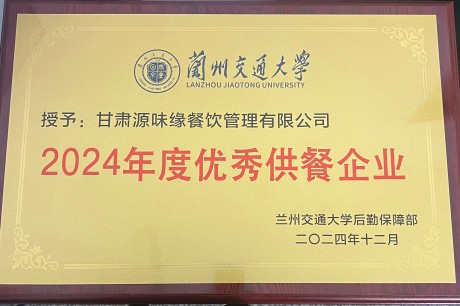 兰州交通大学
LANZHOU JIAOTONG UNIVERSITY
授予：甘肃源味缘餐饮管理有限公司
2024年度优秀供餐企业
兰州交通大学后勤保障部
二〇二四年十二月